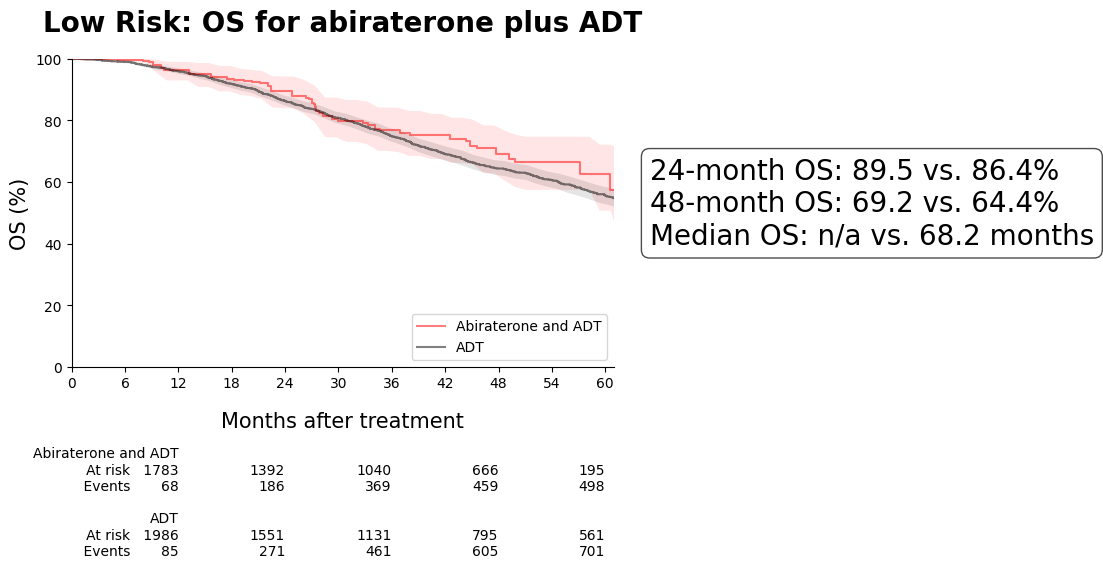 Low Risk: OS for abiraterone plus ADT
100
80
60
40
20
0
OS (%)
24-month OS: 89.5 vs. 86.4%
48-month OS: 69.2 vs. 64.4%
Median OS: n/a vs. 68.2 months
Abiraterone and ADT
ADT
0 6 12 18 24 30 36 42 48 54 60
Months after treatment
Abiraterone and ADT
At risk 1783 1392 1040 666 195
Events 68 186 369 459 498
ADT
At risk 1986 1551 1131 795 561
Events 85 271 461 605 701